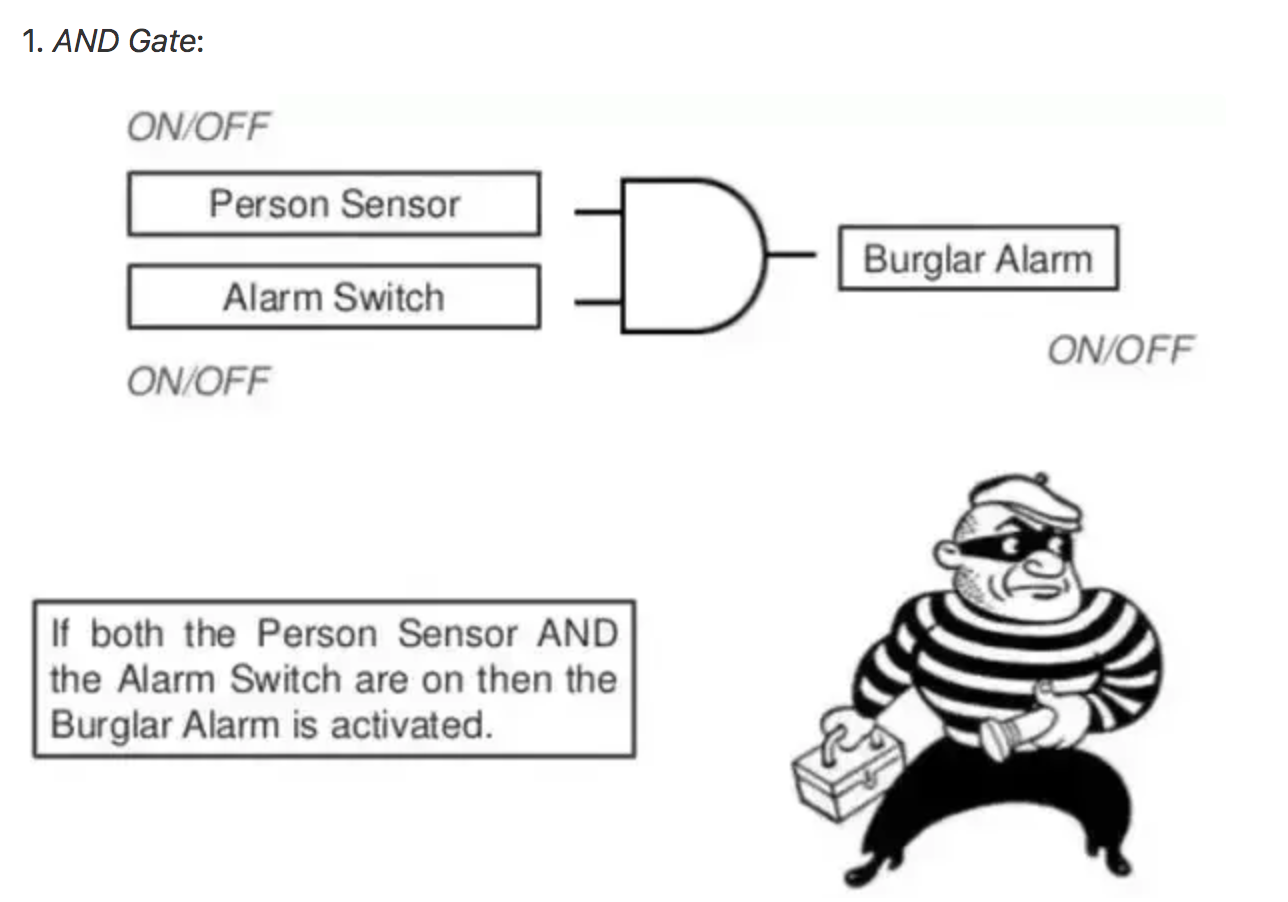 1. AND Gate:
ON/OFF
Person Sensor
Alarm Switch
ON/OFF
Burglar Alarm
ON/OFF
If both the Person Sensor AND
the Alarm Switch are on then the
Burglar Alarm is activated.